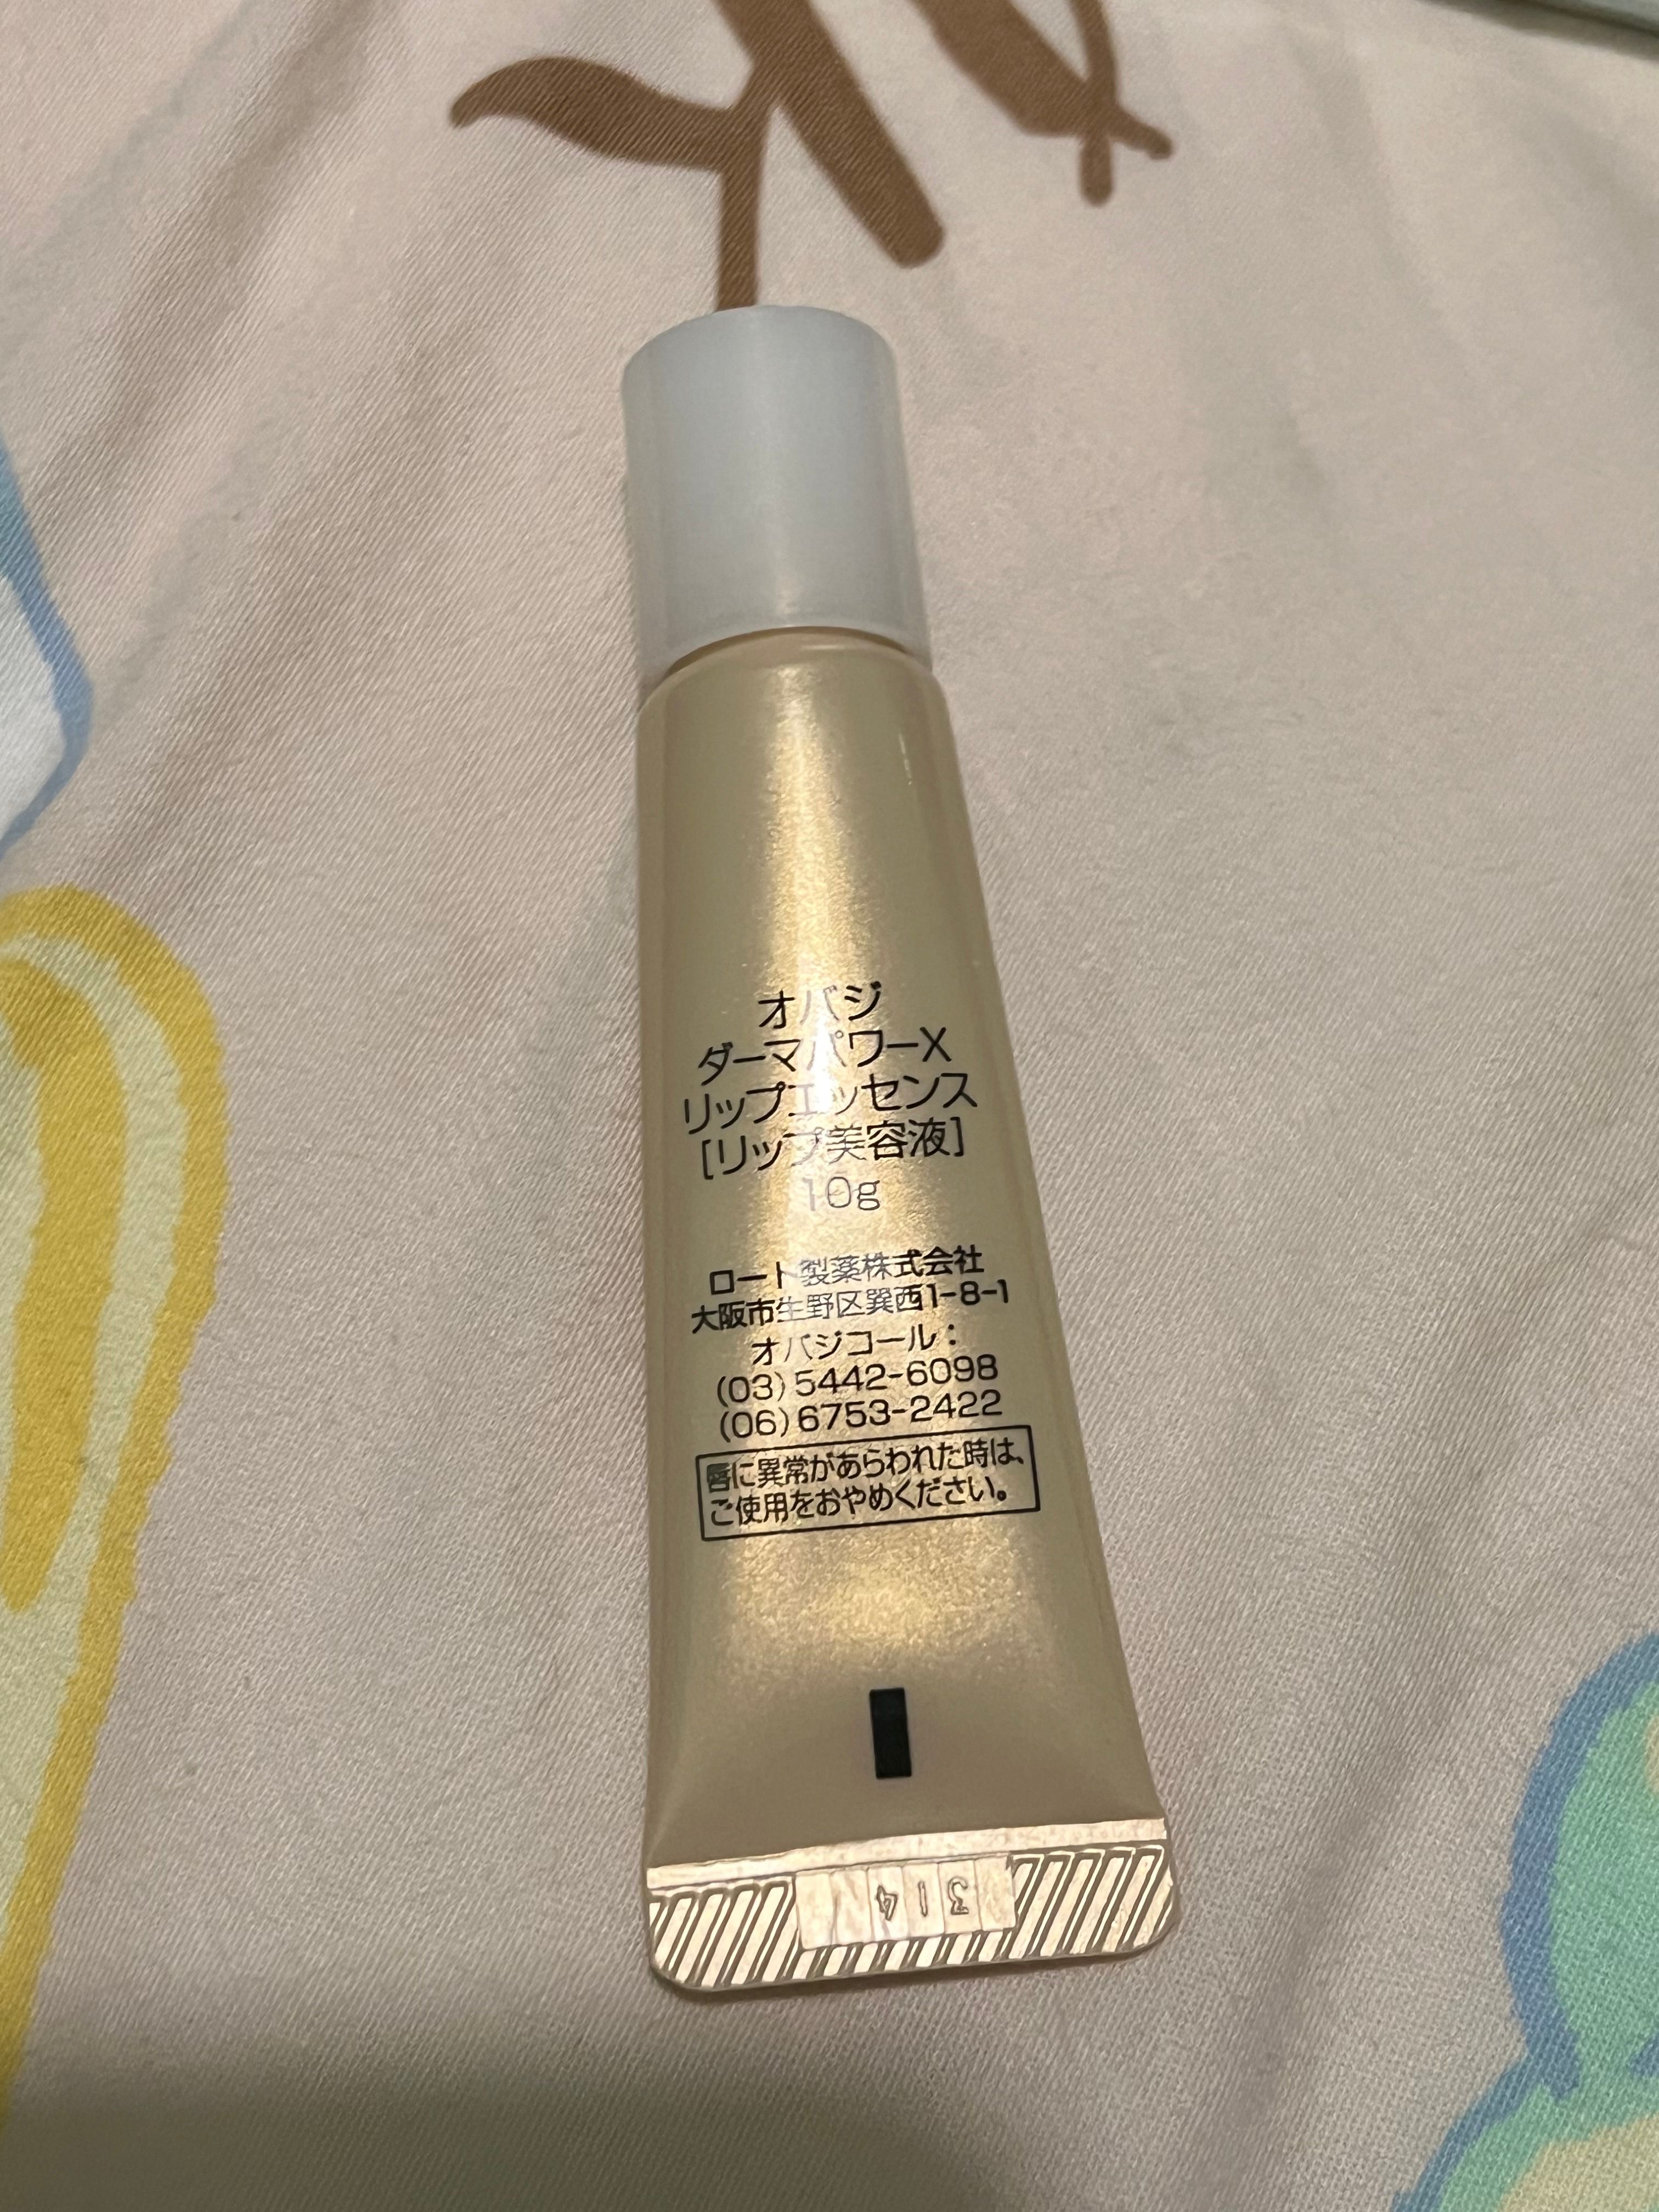 オバジ
ダーマパワーX
リップエッセンス
[リップ美容液]
10g
ロート製薬株式会社
大阪市生野区巽西1-8-1
オバジコール：
(03)5442-6098
(06)6753-2422
唇に異常があらわれた時は、
ご使用をおやめください。
314